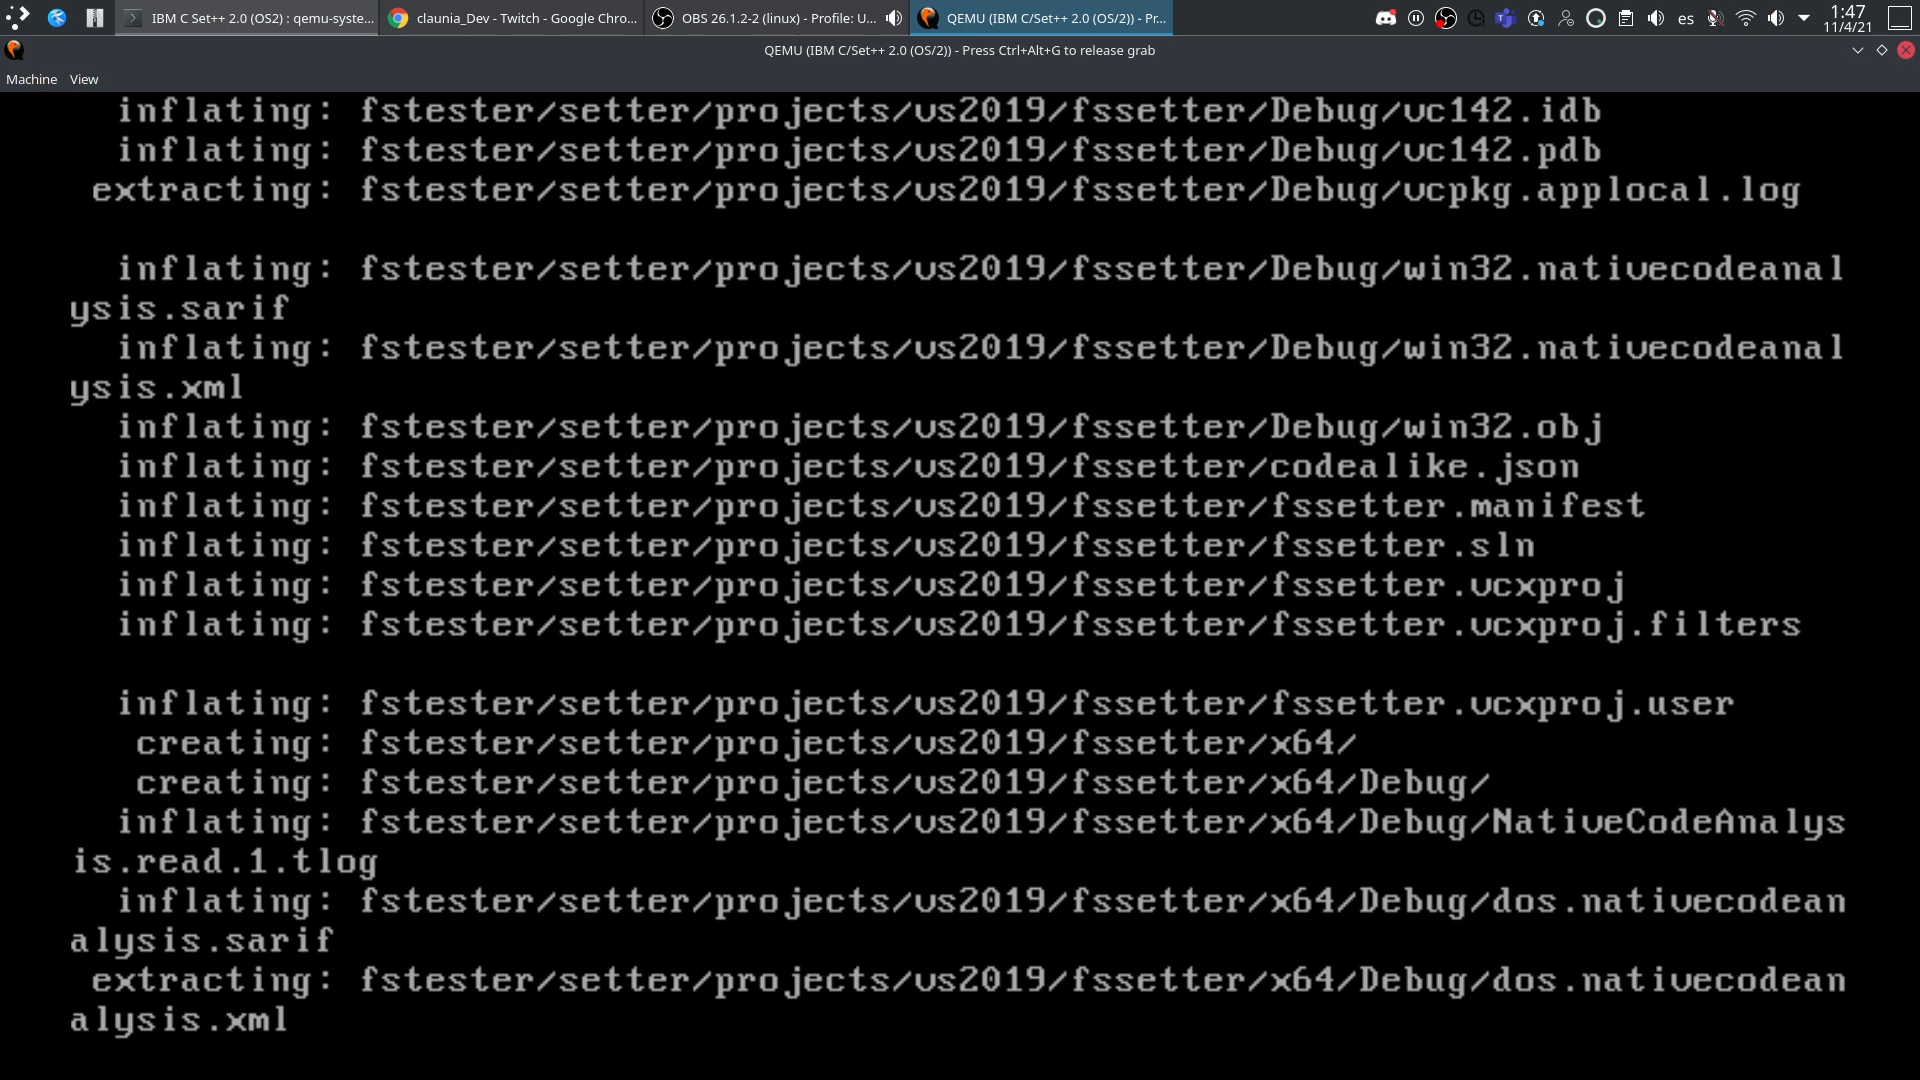 IBM C Set++ 2.0 (OS2) : qemu-syste...
claunia_Dev - Twitch - Google Chro...
OBS 26.1.2-2 (linux) - Profile: U...
QEMU (IBM C/Set++ 2.0 (OS/2)) - Pr...
es
1:47
11/4/21
QEMU (IBM C/Set++ 2.0 (OS/2)) - Press Ctrl+Alt+G to release grab
Machine View
inflating: fstester/setter/projects/vs2019/fssetter/Debug/vc142.idb
inflating: fstester/setter/projects/vs2019/fssetter/Debug/vc142.pdb
extracting: fstester/setter/projects/vs2019/fssetter/Debug/vcpkg.applocal.log
inflating: fstester/setter/projects/vs2019/fssetter/Debug/win32.nativecodeanal
ysis.sarif
inflating: fstester/setter/projects/vs2019/fssetter/Debug/win32.nativecodeanal
ysis.xml
inflating: fstester/setter/projects/vs2019/fssetter/Debug/win32.obj
inflating: fstester/setter/projects/vs2019/fssetter/codealike.json
inflating: fstester/setter/projects/vs2019/fssetter/fssetter.manifest
inflating: fstester/setter/projects/vs2019/fssetter/fssetter.sln
inflating: fstester/setter/projects/vs2019/fssetter/fssetter.vcxproj
inflating: fstester/setter/projects/vs2019/fssetter/fssetter.vcxproj.filters
inflating: fstester/setter/projects/vs2019/fssetter/fssetter.vcxproj.user
creating: fstester/setter/projects/vs2019/fssetter/x64/
creating: fstester/setter/projects/vs2019/fssetter/x64/Debug/
inflating: fstester/setter/projects/vs2019/fssetter/x64/Debug/NativeCodeAnalys
is.read.1.tlog
inflating: fstester/setter/projects/vs2019/fssetter/x64/Debug/dos.nativecodean
alysis.sarif
extracting: fstester/setter/projects/vs2019/fssetter/x64/Debug/dos.nativecodean
alysis.xml